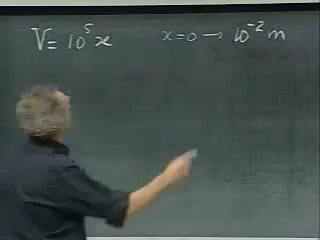 V = 10⁵x x = 0 → 10⁻² m